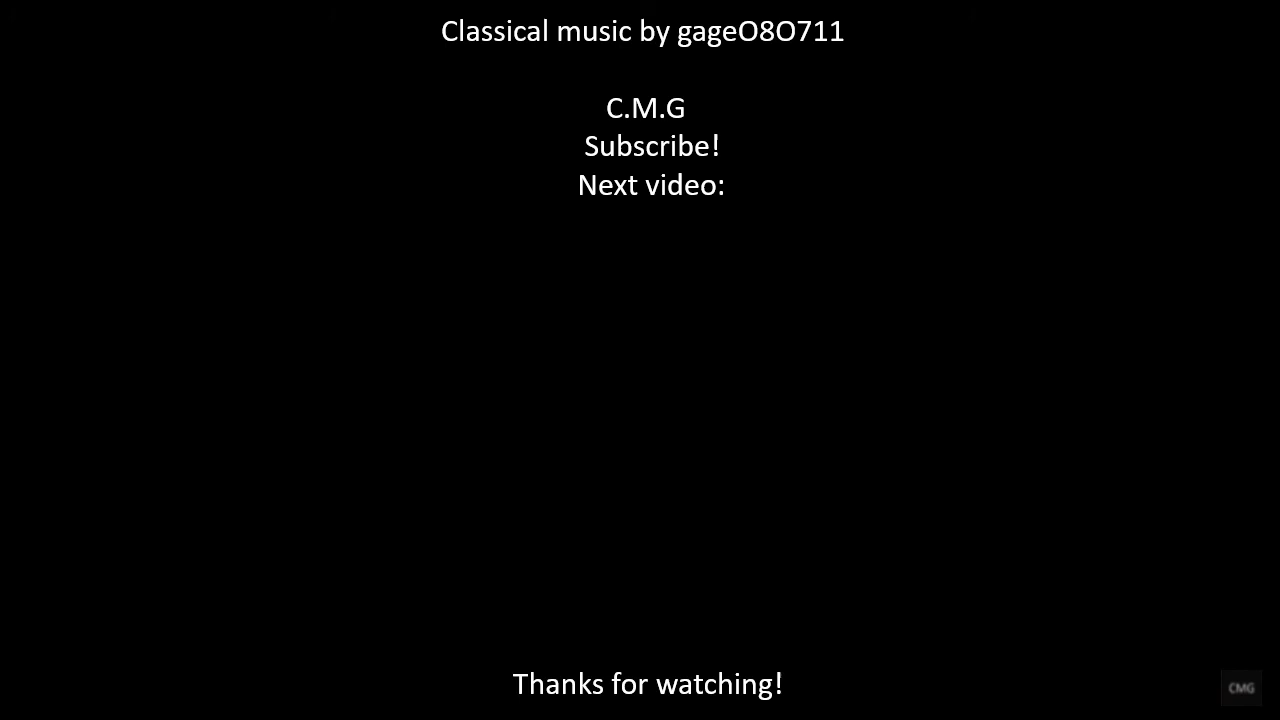 Classical music by gageO8O711
C.M.G
Subscribe!
Next video:
Thanks for watching!
CMG